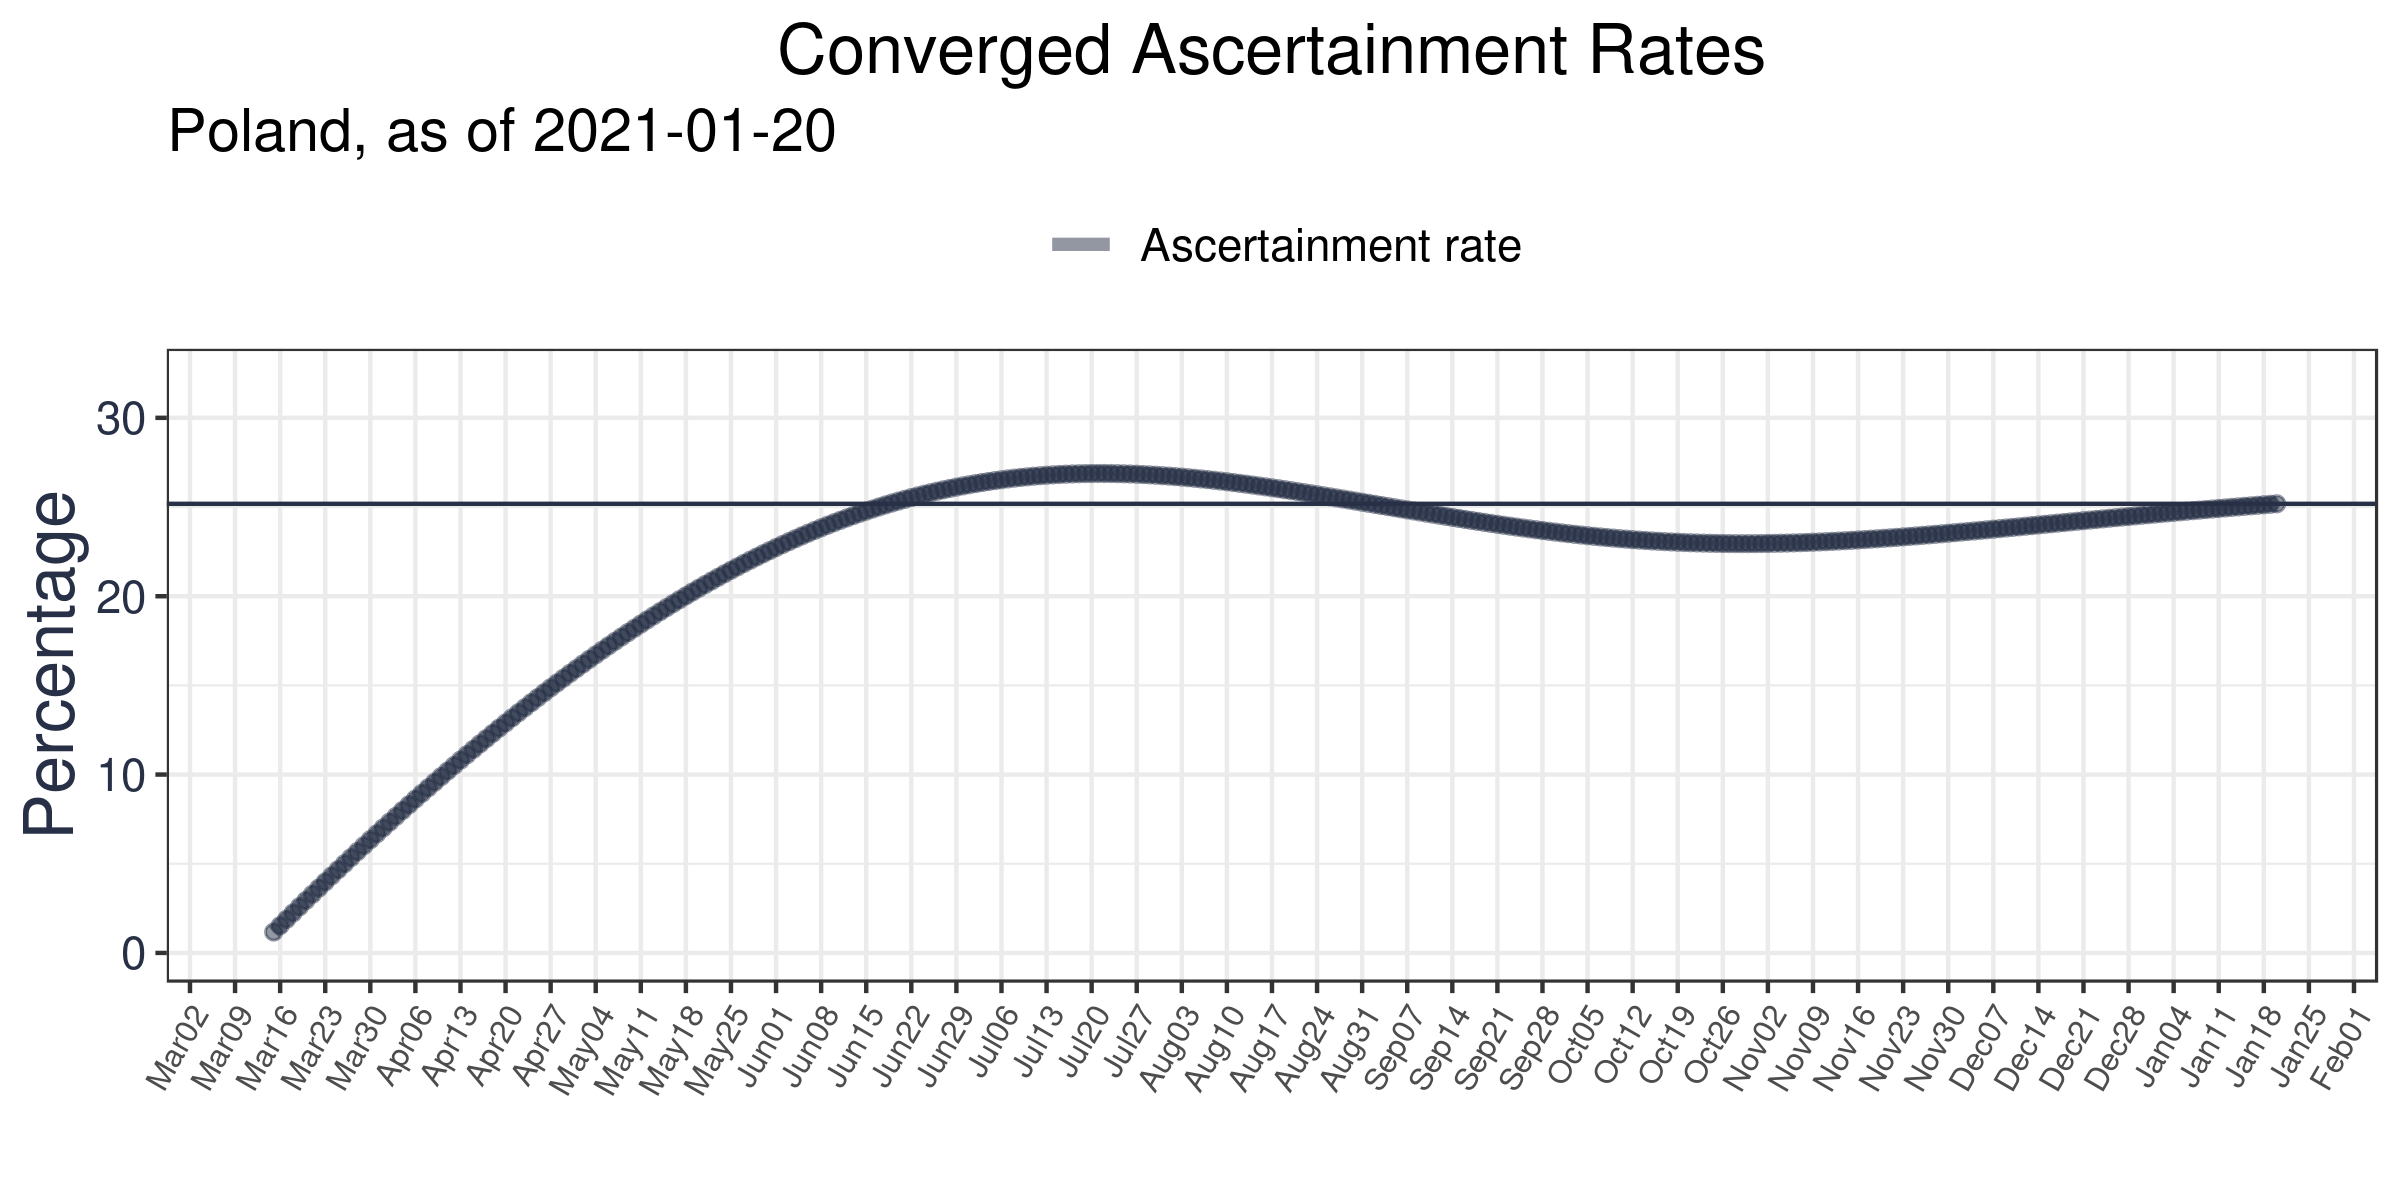 Converged Ascertainment Rates
Poland, as of 2021-01-20
Ascertainment rate
Percentage
30
20
10
0
Mar02
Mar09
Mar16
Mar23
Mar30
Apr06
Apr13
Apr20
Apr27
May04
May11
May18
May25
Jun01
Jun08
Jun15
Jun22
Jun29
Jul06
Jul13
Jul20
Jul27
Aug03
Aug10
Aug17
Aug24
Aug31
Sep07
Sep14
Sep21
Sep28
Oct05
Oct12
Oct19
Oct26
Nov02
Nov09
Nov16
Nov23
Nov30
Dec07
Dec14
Dec21
Dec28
Jan04
Jan11
Jan18
Jan25
Feb01